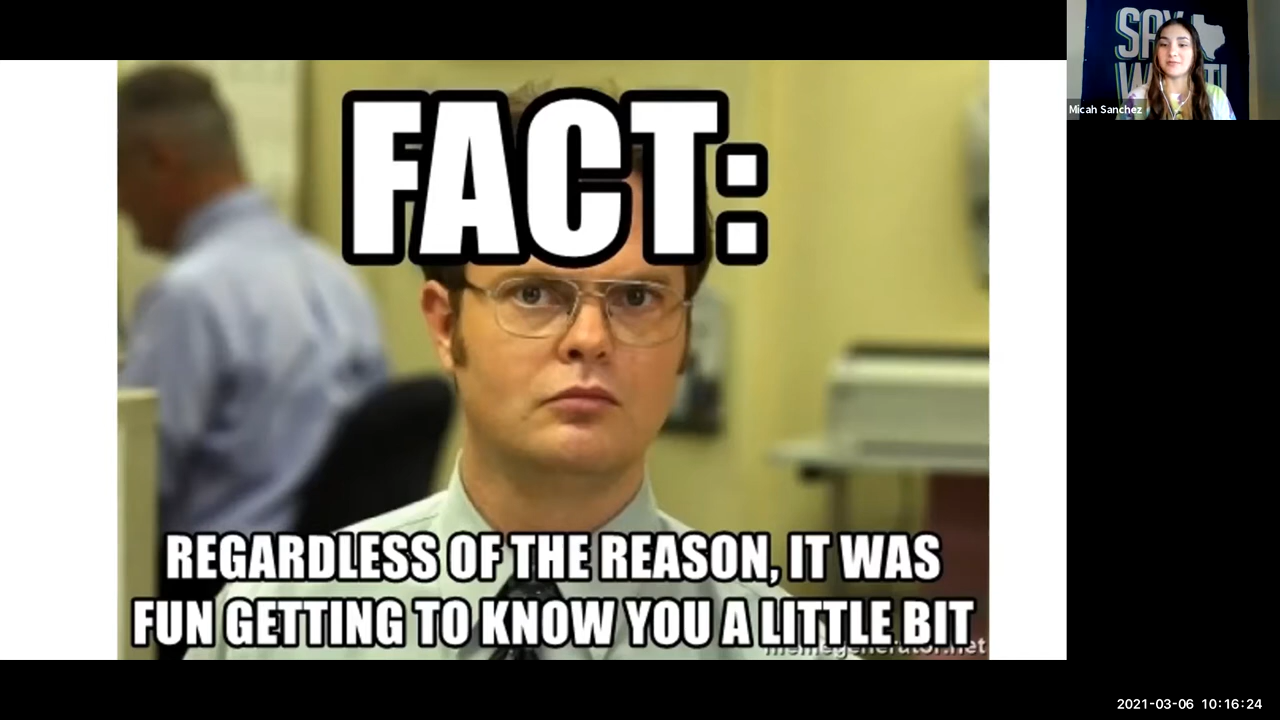 FACT:
REGARDLESS OF THE REASON, IT WAS
FUN GETTING TO KNOW YOU A LITTLE BIT
memegenerator.net
SAY
Micah Sanchez
2021-03-06 10:16:24